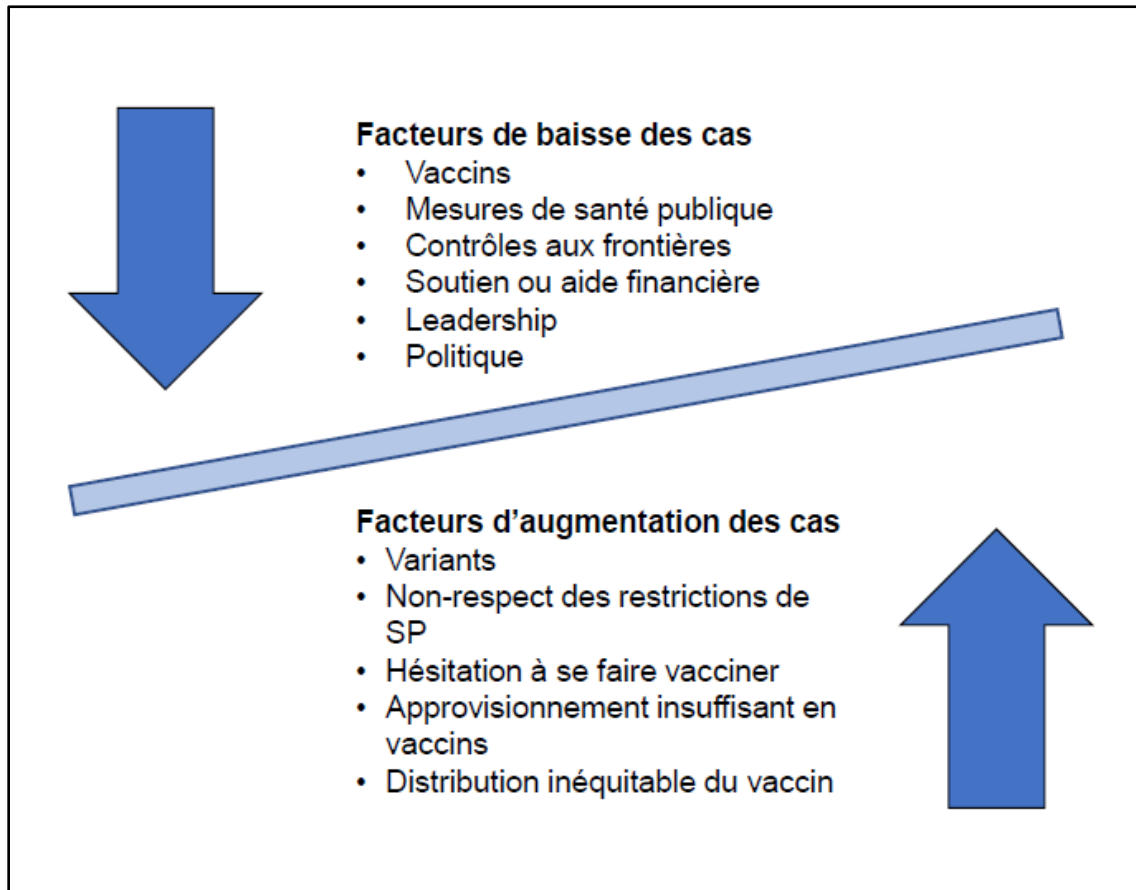 Facteurs de baisse des cas
• Vaccins
• Mesures de santé publique
• Contrôles aux frontières
• Soutien ou aide financière
• Leadership
• Politique
Facteurs d’augmentation des cas
• Variants
• Non-respect des restrictions de
SP
• Hésitation à se faire vacciner
• Approvisionnement insuffisant en
vaccins
• Distribution inéquitable du vaccin